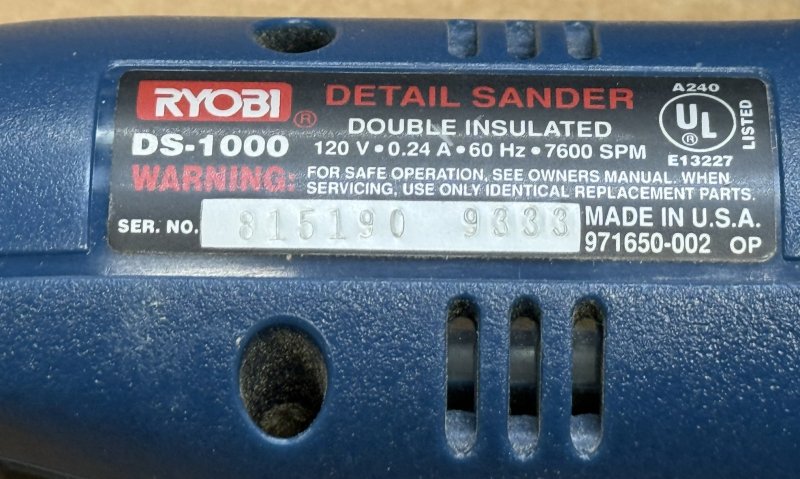 RYOBI ® DETAIL SANDER
DS-1000 DOUBLE INSULATED
120 V • 0.24 A • 60 Hz • 7600 SPM
WARNING: FOR SAFE OPERATION, SEE OWNERS MANUAL. WHEN
SERVICING, USE ONLY IDENTICAL REPLACEMENT PARTS.
SER. NO. 815190 9333 MADE IN U.S.A.
971650-002 OP
A240
UL ® LISTED
E13227